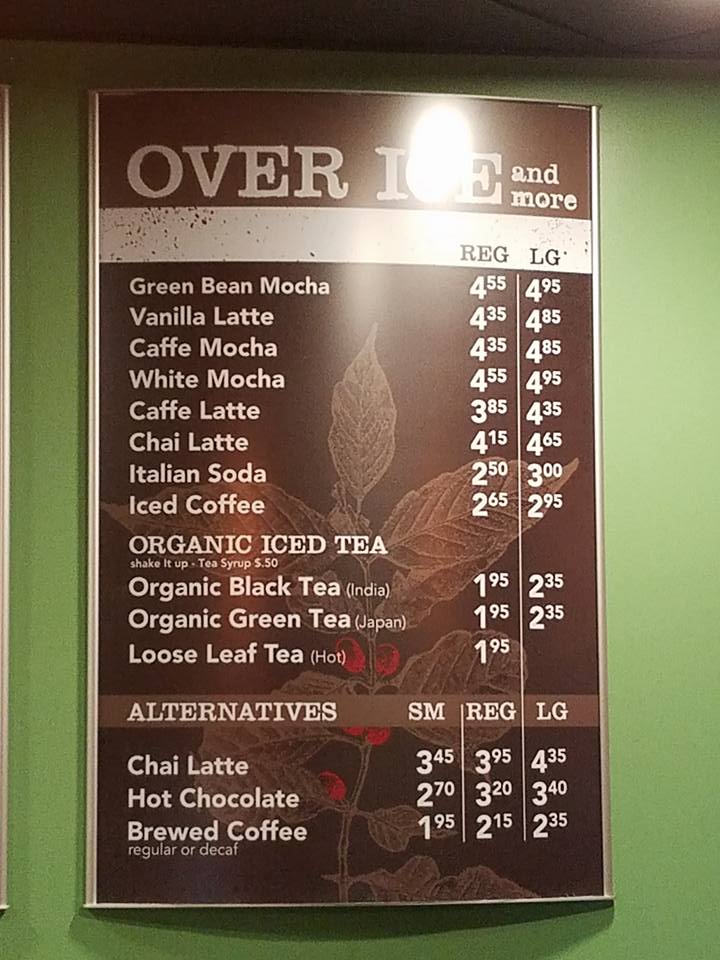 OVER ICE and more
REG LG
Green Bean Mocha 4.55 4.95
Vanilla Latte 4.35 4.85
Caffe Mocha 4.35 4.85
White Mocha 4.55 4.95
Caffe Latte 3.85 4.35
Chai Latte 4.15 4.65
Italian Soda 2.50 3.00
Iced Coffee 2.65 2.95
ORGANIC ICED TEA
shake It up - Tea Syrup $.50
Organic Black Tea (India) 1.95 2.35
Organic Green Tea (Japan) 1.95 2.35
Loose Leaf Tea (Hot) 1.95
ALTERNATIVES SM REG LG
Chai Latte 3.45 3.95 4.35
Hot Chocolate 2.70 3.20 3.40
Brewed Coffee 1.95 2.15 2.35
regular or decaf